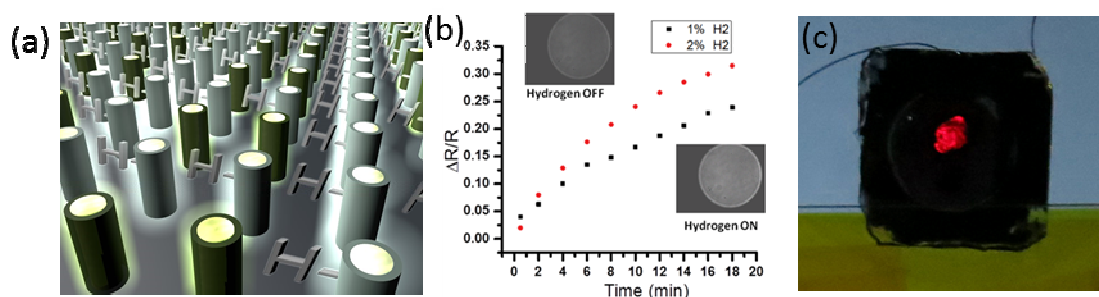 (a)
(b)
1% H2
2% H2
0.35
0.30
0.25
0.20
0.15
0.10
0.05
0.00
ΔR/R
Hydrogen OFF
Hydrogen ON
0 2 4 6 8 10 12 14 16 18 20
Time (min)
(c)